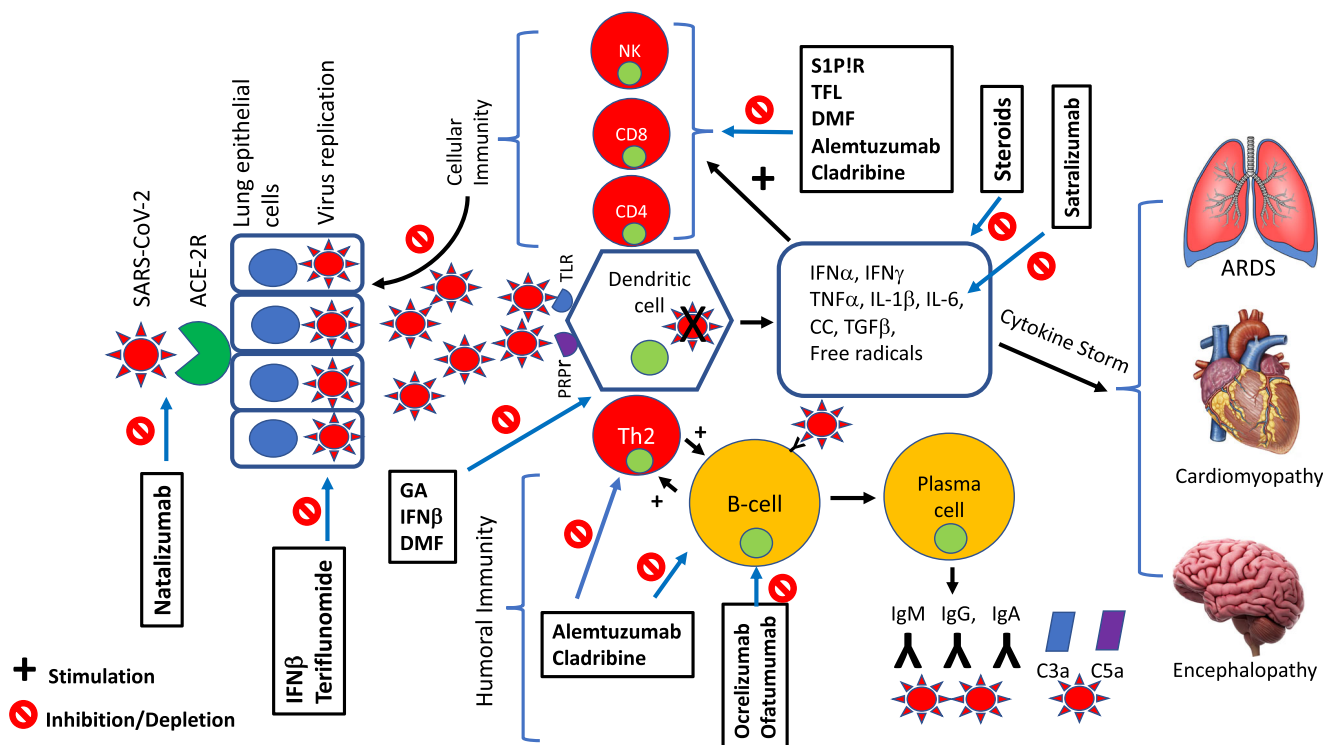 SARS-CoV-2
ACE-2R
Lung epithelial
cells
Virus replication
Cellular
Immunity
NK
CD8
CD4
S1P!R
TFL
DMF
Alemtuzumab
Cladribine
Steroids
Satralizumab
+
TLR
PRPr
Dendritic
cell
X
IFNα, IFNγ
TNFα, IL-1β, IL-6,
CC, TGFβ,
Free radicals
Cytokine Storm
ARDS
Cardiomyopathy
Encephalopathy
Natalizumab
IFNβ
Teriflunomide
GA
IFNβ
DMF
Humoral Immunity
Th2
+
+
B-cell
Plasma
cell
Alemtuzumab
Cladribine
Ocrelizumab
Ofatumumab
IgM IgG, IgA
C3a C5a
+ Stimulation
Inhibition/Depletion